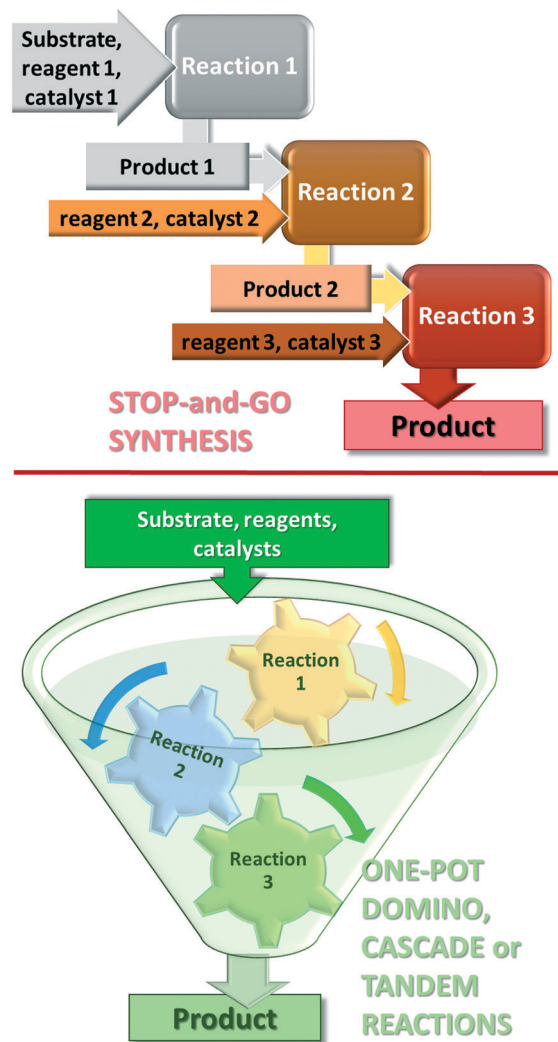 Substrate,
reagent 1,
catalyst 1
Reaction 1
Product 1
Reaction 2
reagent 2, catalyst 2
Product 2
Reaction 3
reagent 3, catalyst 3
STOP-and-GO
SYNTHESIS
Product
Substrate, reagents,
catalysts
Reaction
1
Reaction
2
Reaction
3
ONE-POT
DOMINO,
CASCADE or
TANDEM
REACTIONS
Product